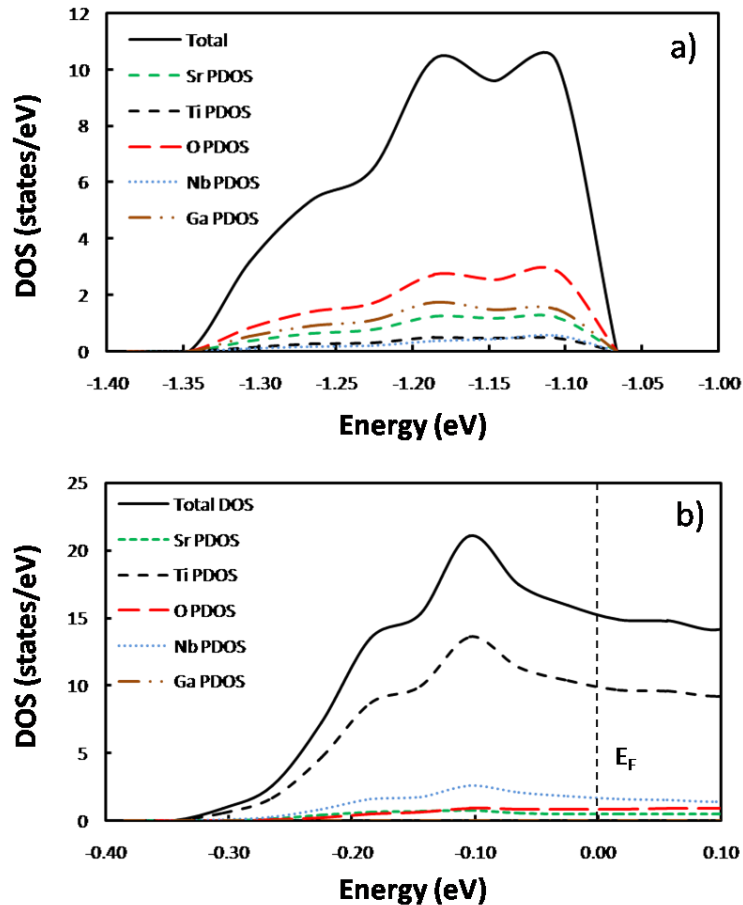 12
10
8
6
4
2
0
DOS (states/eV)
Total
Sr PDOS
Ti PDOS
O PDOS
Nb PDOS
Ga PDOS
a)
-1.40 -1.35 -1.30 -1.25 -1.20 -1.15 -1.10 -1.05 -1.00
Energy (eV)
25
20
15
10
5
0
DOS (states/eV)
Total DOS
Sr PDOS
Ti PDOS
O PDOS
Nb PDOS
Ga PDOS
b)
EF
-0.40 -0.30 -0.20 -0.10 0.00 0.10
Energy (eV)